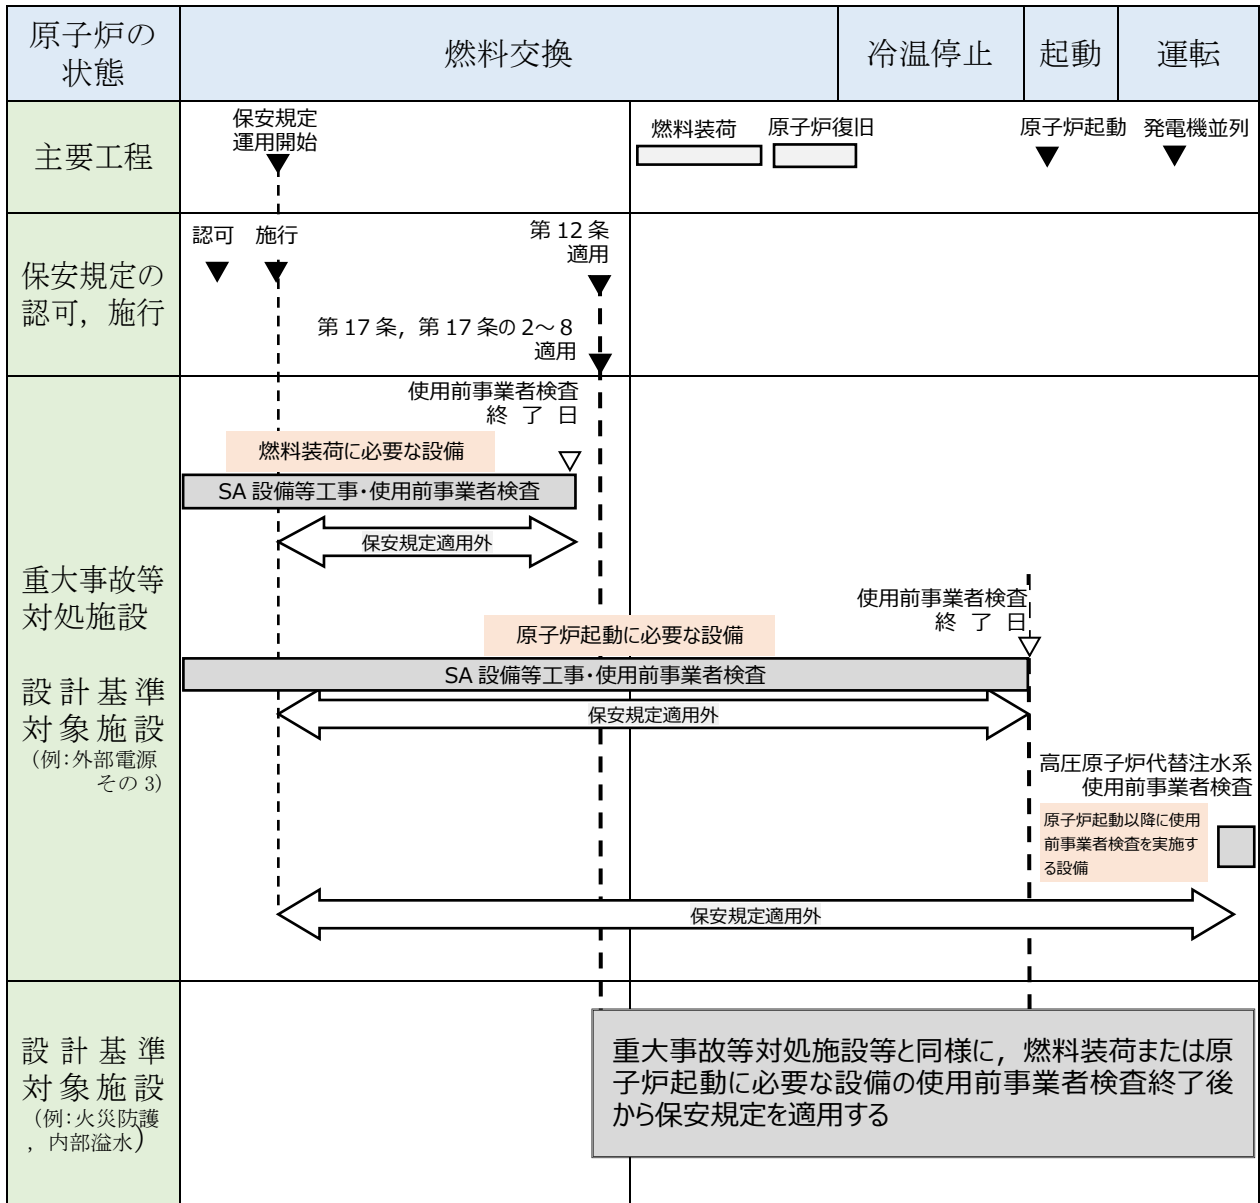 原子炉の
状態
燃料交換
冷温停止
起動
運転
主要工程
保安規定
運用開始
燃料装荷
原子炉復旧
原子炉起動
発電機並列
保安規定の
認可，施行
認可
施行
第 12 条
適用
第 17 条，第 17 条の 2～8
適用
重大事故等
対処施設
設計基準
対象施設
（例：外部電源
その 3）
使用前事業者検査
終 了 日
燃料装荷に必要な設備
SA 設備等工事・使用前事業者検査
保安規定適用外
使用前事業者検査
終 了 日
原子炉起動に必要な設備
SA 設備等工事・使用前事業者検査
保安規定適用外
高圧原子炉代替注水系
使用前事業者検査
原子炉起動以降に使用
前事業者検査を実施す
る設備
保安規定適用外
設計基準
対象施設
（例：火災防護
，内部溢水）
重大事故等対処施設等と同様に，燃料装荷または原
子炉起動に必要な設備の使用前事業者検査終了後
から保安規定を適用する